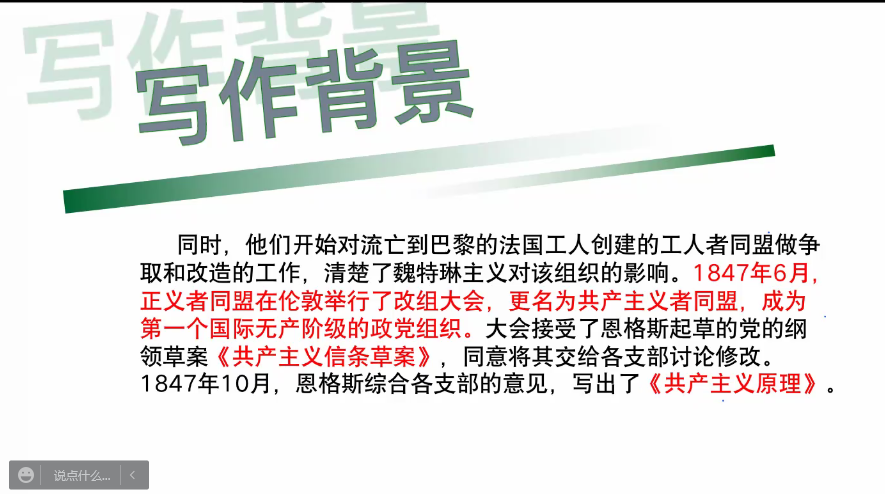 写作背景
写作背景
同时，他们开始对流亡到巴黎的法国工人创建的工人者同盟做争
取和改造的工作，清楚了魏特琳主义对该组织的影响。1847年6月,
正义者同盟在伦敦举行了改组大会，更名为共产主义者同盟，成为
第一个国际无产阶级的政党组织。大会接受了恩格斯起草的党的纲
领草案《共产主义信条草案》，同意将其交给各支部讨论修改。
1847年10月，恩格斯综合各支部的意见，写出了《共产主义原理》。
说点什么...